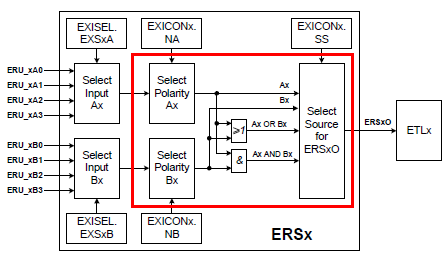 EXISEL.
EXSxA
EXICONx.
NA
EXICONx.
SS
ERU_xA0
ERU_xA1
ERU_xA2
ERU_xA3
Select
Input
Ax
Select
Polarity
Ax
Ax
Bx
≥1
Ax OR Bx
&
Ax AND Bx
Select
Source
for
ERSxO
ERSxO
ETLx
ERU_xB0
ERU_xB1
ERU_xB2
ERU_xB3
Select
Input
Bx
Select
Polarity
Bx
EXISEL.
EXSxB
EXICONx.
NB
ERSx